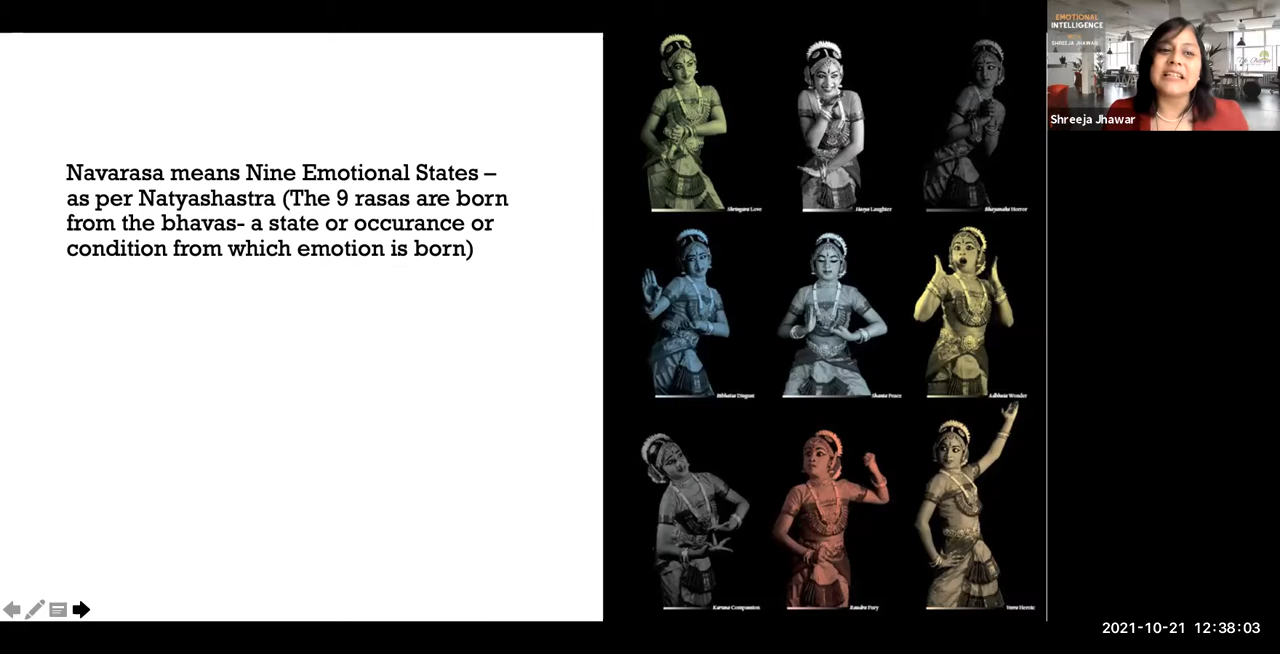 Navarasa means Nine Emotional States –
as per Natyashastra (The 9 rasas are born
from the bhavas- a state or occurance or
condition from which emotion is born)
Shringara Love
Hasya Laughter
Bhayanaka Horror
Bibhatsa Disgust
Shanta Peace
Adbhuta Wonder
Karuna Compassion
Raudra Fury
Veera Heroic
EMOTIONAL
INTELLIGENCE
WITH
SHREEJA JHAWAR
Shreeja Jhawar
2021-10-21 12:38:03